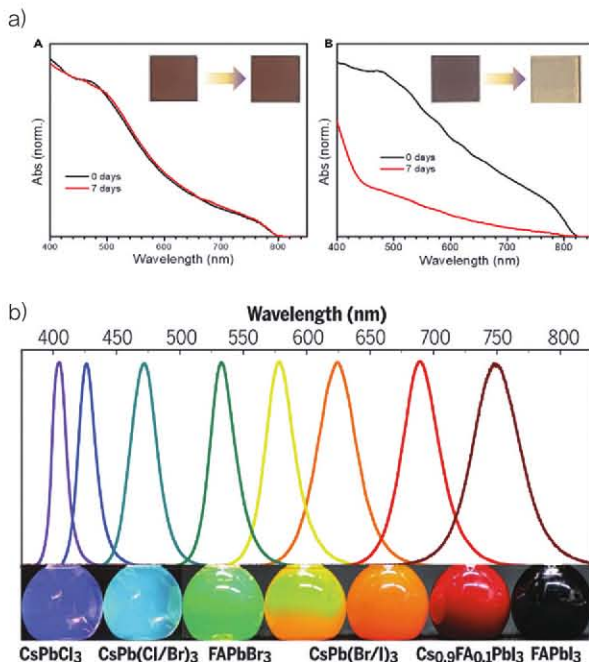 a)
A
B
Abs (norm.)
0 days
7 days
400 500 600 700 800
Wavelength (nm)
Abs (norm.)
0 days
7 days
400 500 600 700 800
Wavelength (nm)
b)
Wavelength (nm)
400 450 500 550 600 650 700 750 800
CsPbCl₃ CsPb(Cl/Br)₃ FAPbBr₃ CsPb(Br/I)₃ Cs₀.₉FA₀.₁PbI₃ FAPbI₃